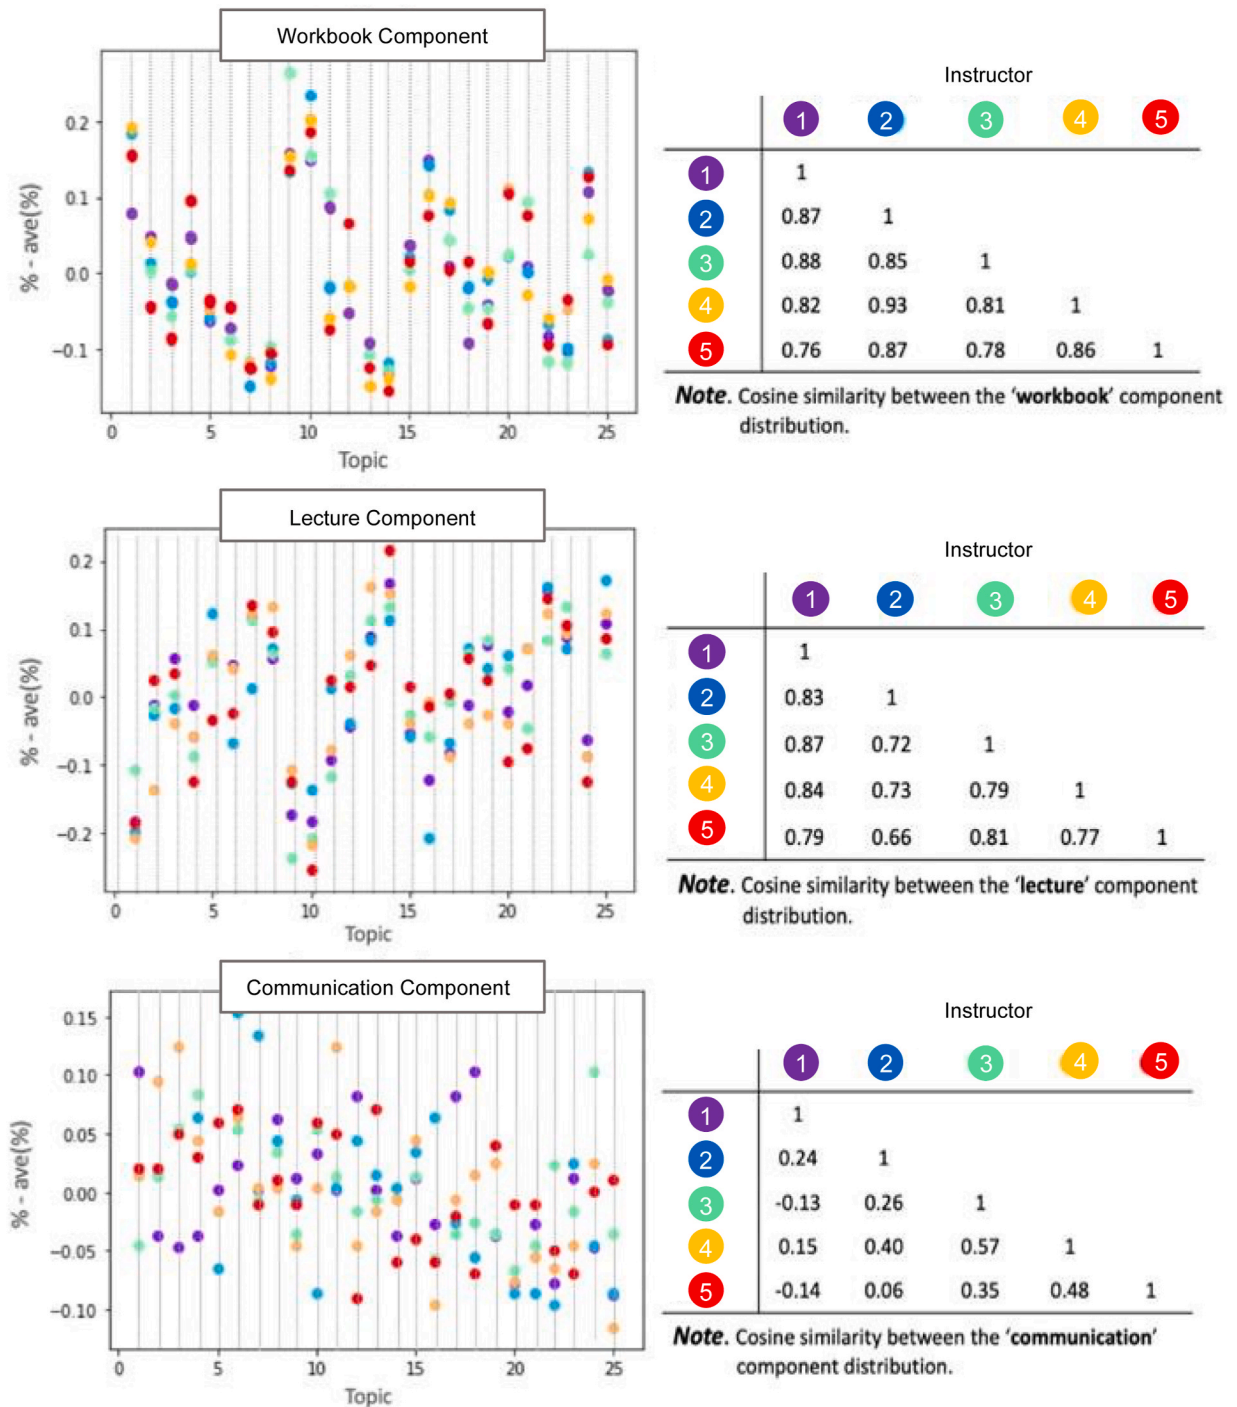 Workbook Component
% - ave(%)
0.2
0.1
0.0
−0.1
0 5 10 15 20 25
Topic
Instructor
1 2 3 4 5
1 1
2 0.87 1
3 0.88 0.85 1
4 0.82 0.93 0.81 1
5 0.76 0.87 0.78 0.86 1
Note. Cosine similarity between the 'workbook' component
distribution.
Lecture Component
% - ave(%)
0.2
0.1
0.0
−0.1
−0.2
0 5 10 15 20 25
Topic
Instructor
1 2 3 4 5
1 1
2 0.83 1
3 0.87 0.72 1
4 0.84 0.73 0.79 1
5 0.79 0.66 0.81 0.77 1
Note. Cosine similarity between the 'lecture' component
distribution.
Communication Component
% - ave(%)
0.15
0.10
0.05
0.00
−0.05
−0.10
0 5 10 15 20 25
Topic
Instructor
1 2 3 4 5
1 1
2 0.24 1
3 -0.13 0.26 1
4 0.15 0.40 0.57 1
5 -0.14 0.06 0.35 0.48 1
Note. Cosine similarity between the 'communication'
component distribution.